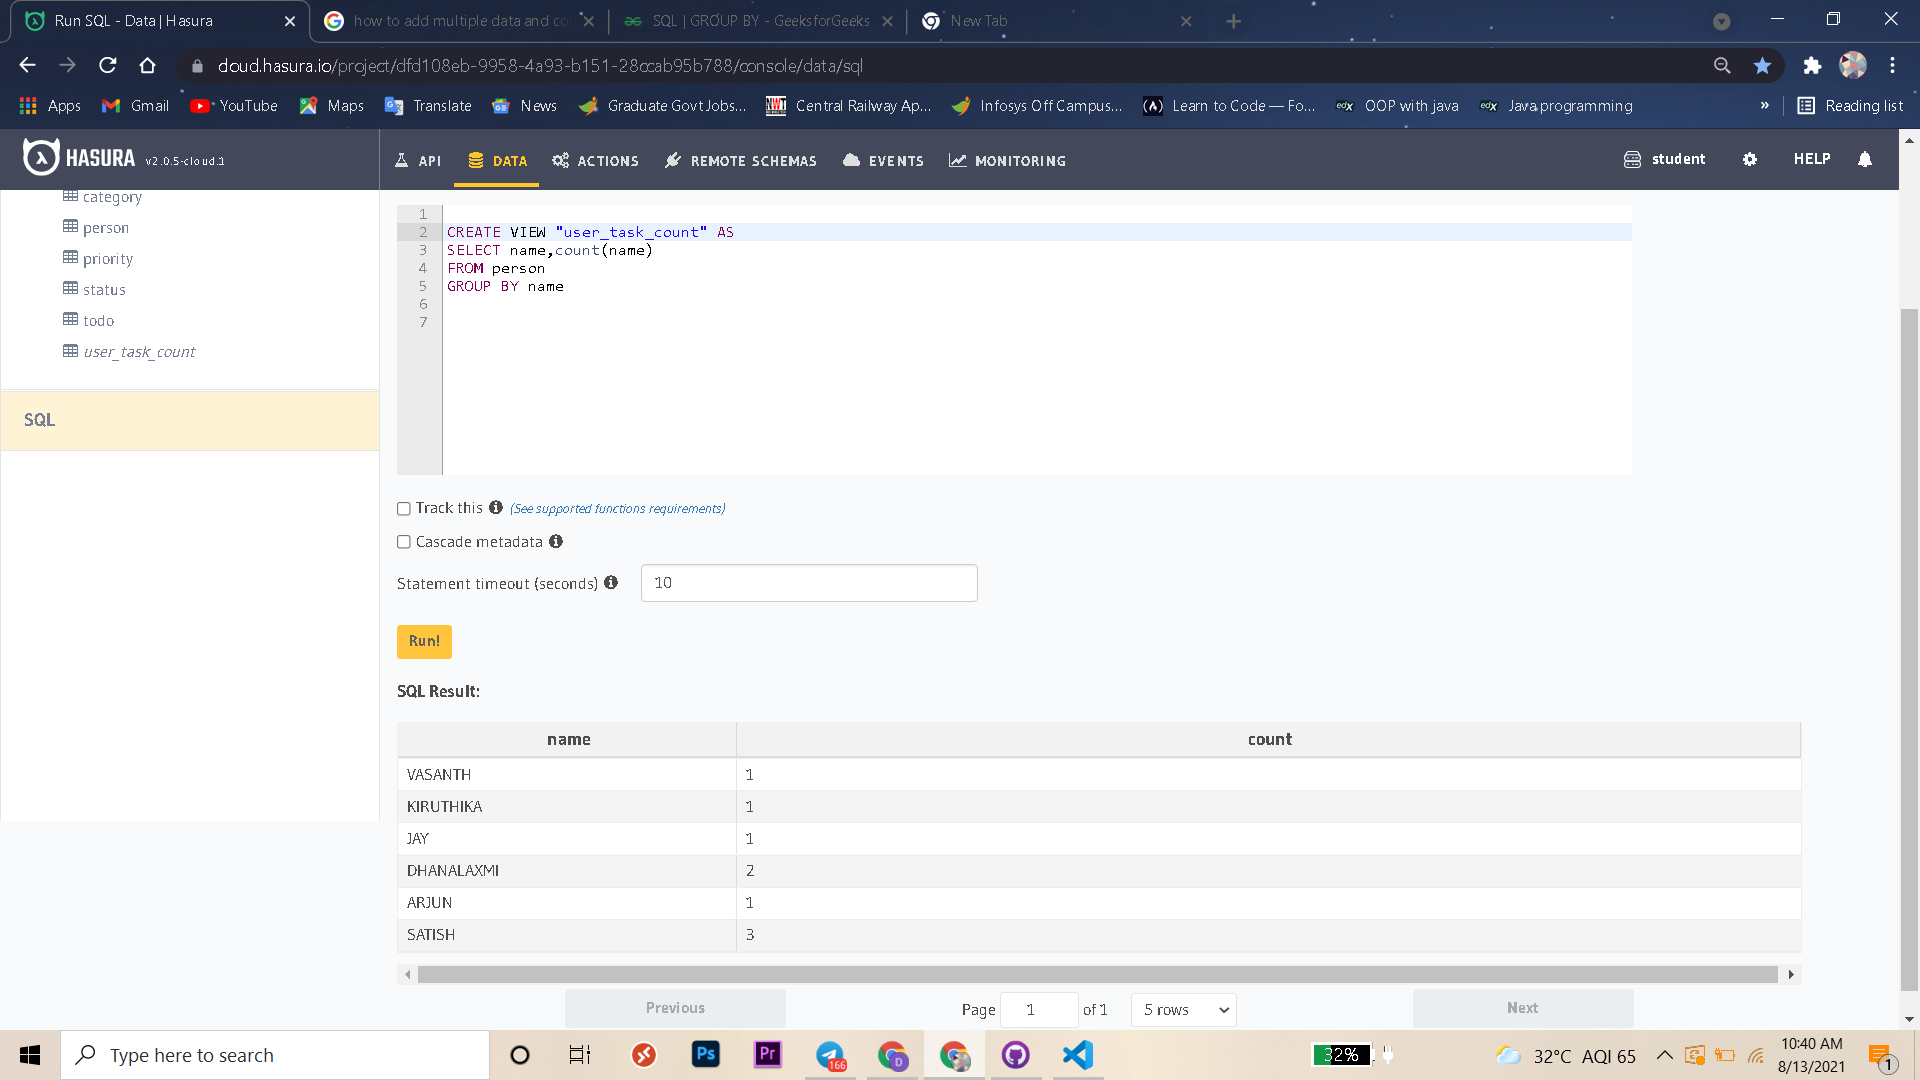 Run SQL - Data | Hasura
how to add multiple data and co
SQL | GROUP BY - GeeksforGeeks
New Tab
cloud.hasura.io/project/dfd108eb-9958-4a93-b151-28ccab95b788/console/data/sql
Apps
Gmail
YouTube
Maps
Translate
News
Graduate Govt Jobs...
Central Railway Ap...
Infosys Off Campus...
Learn to Code — Fo...
OOP with java
Java programming
»
Reading list
HASURA v2.0.5-cloud.1
API
DATA
ACTIONS
REMOTE SCHEMAS
EVENTS
MONITORING
student
HELP
category
person
priority
status
todo
user_task_count
SQL
1
2 CREATE VIEW "user_task_count" AS
3 SELECT name,count(name)
4 FROM person
5 GROUP BY name
6
7
Track this (See supported functions requirements)
Cascade metadata
Statement timeout (seconds) 10
Run!
SQL Result:
name count
VASANTH 1
KIRUTHIKA 1
JAY 1
DHANALAXMI 2
ARJUN 1
SATISH 3
Previous
Page 1 of 1
5 rows
Next
Type here to search
Ps
Pr
166
D
32%
32°C AQI 65
10:40 AM
8/13/2021
1